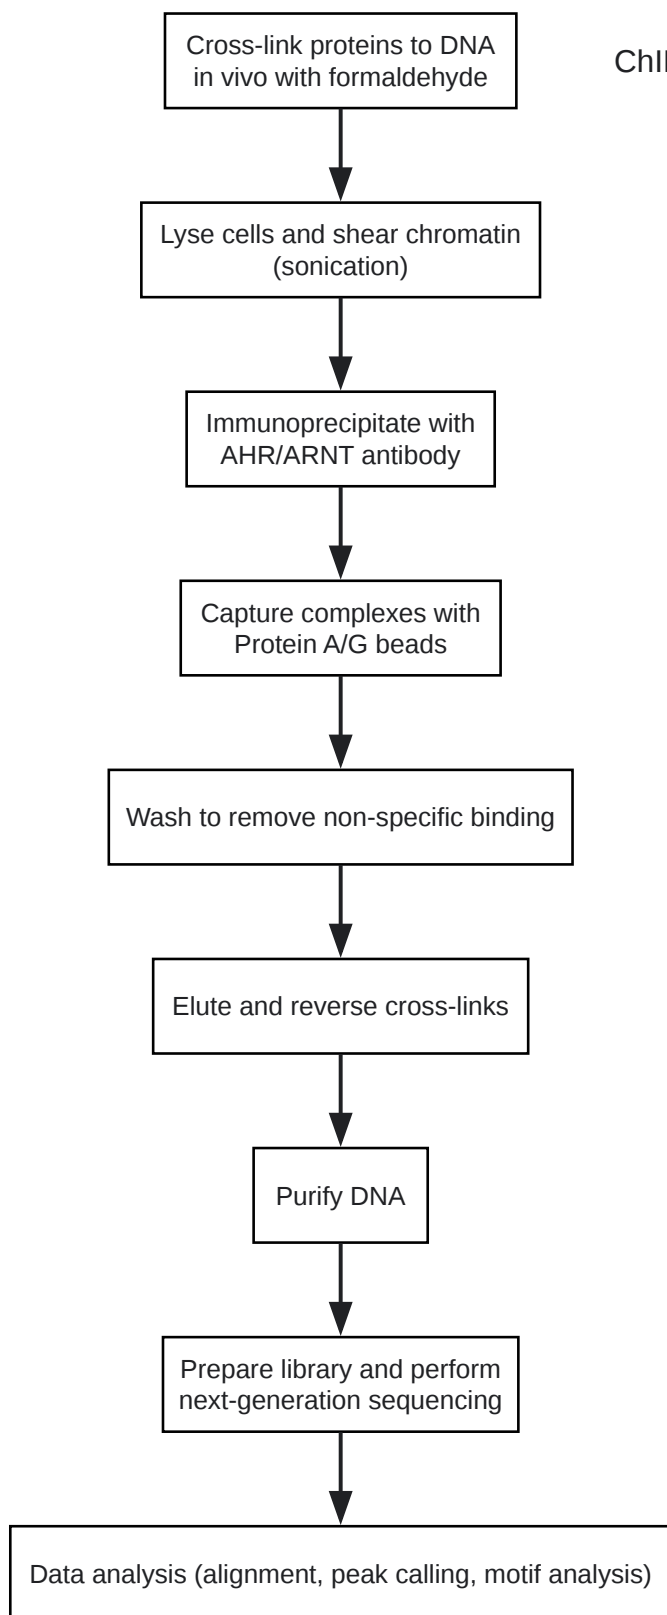 Cross-link proteins to DNA
in vivo with formaldehyde
Lyse cells and shear chromatin
(sonication)
Immunoprecipitate with
AHR/ARNT antibody
Capture complexes with
Protein A/G beads
Wash to remove non-specific binding
Elute and reverse cross-links
Purify DNA
Prepare library and perform
next-generation sequencing
Data analysis (alignment, peak calling, motif analysis)